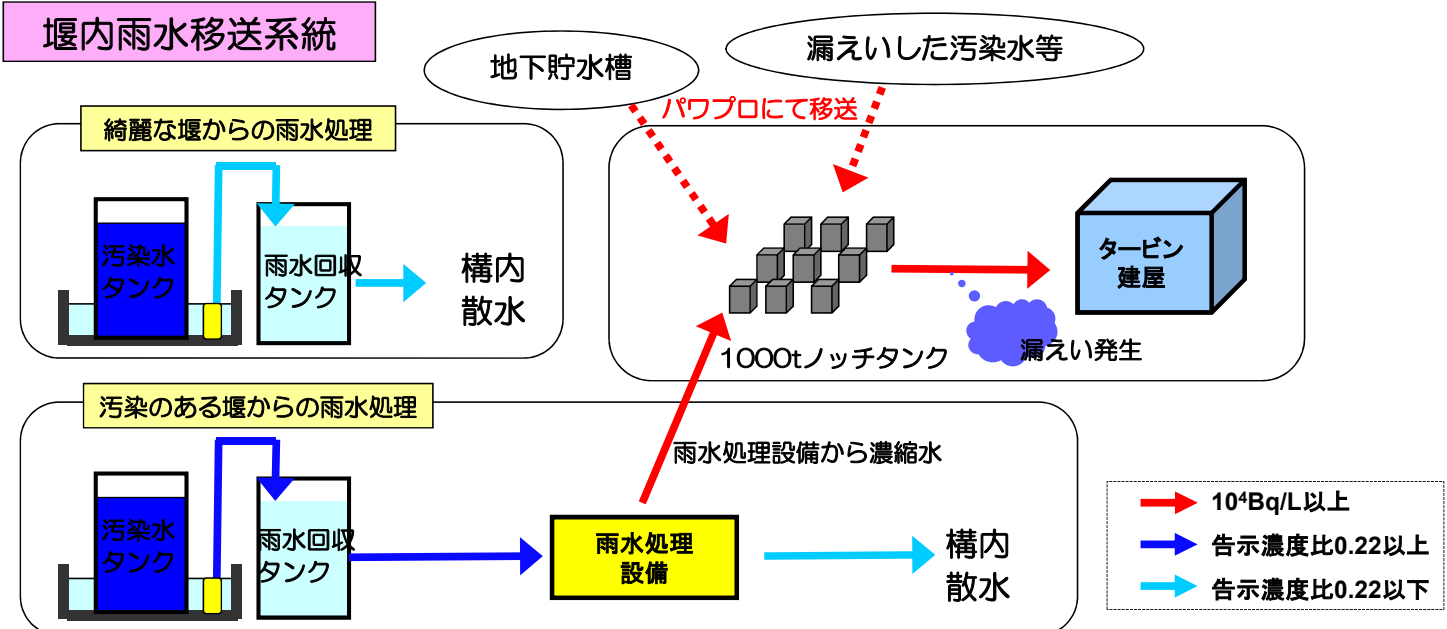 堰内雨水移送系統
地下貯水槽
漏えいした汚染水等
パワプロにて移送
綺麗な堰からの雨水処理
汚染水
タンク
雨水回収
タンク
構内
散水
1000tノッチタンク
タービン
建屋
漏えい発生
汚染のある堰からの雨水処理
汚染水
タンク
雨水回収
タンク
雨水処理設備から濃縮水
雨水処理
設備
構内
散水
10⁴Bq/L以上
告示濃度比0.22以上
告示濃度比0.22以下